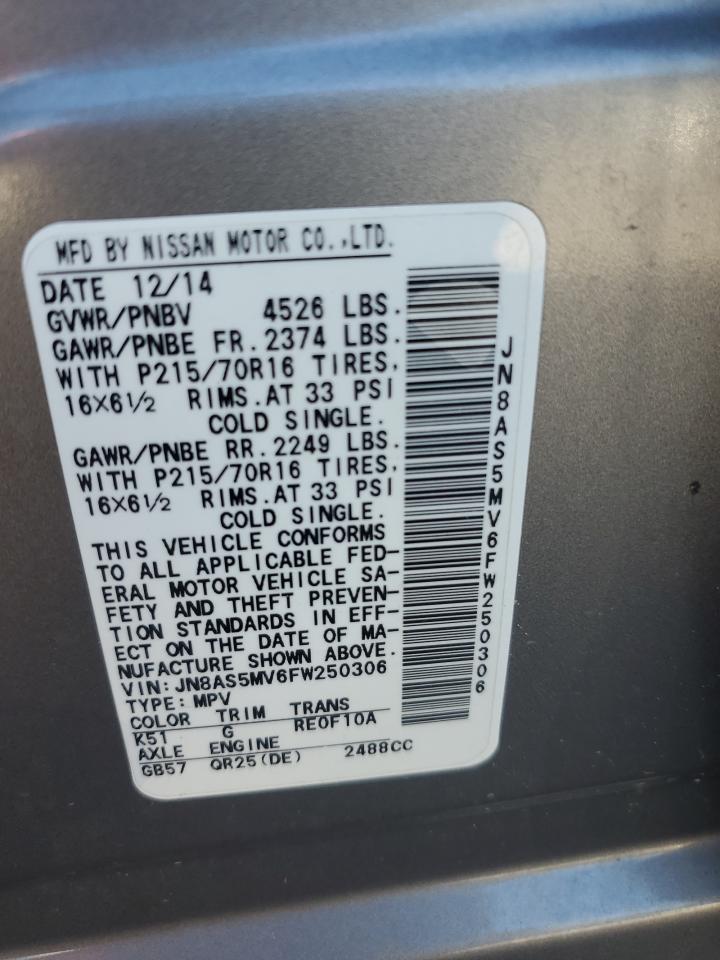 MFD BY NISSAN MOTOR CO.,LTD.
DATE 12/14
GVWR/PNBV 4526 LBS.
GAWR/PNBE FR.2374 LBS.
WITH P215/70R16 TIRES,
16X6½ RIMS.AT 33 PSI
COLD SINGLE.
GAWR/PNBE RR.2249 LBS.
WITH P215/70R16 TIRES,
16X6½ RIMS.AT 33 PSI
COLD SINGLE.
THIS VEHICLE CONFORMS
TO ALL APPLICABLE FED-
ERAL MOTOR VEHICLE SA-
FETY AND THEFT PREVEN-
TION STANDARDS IN EFF-
ECT ON THE DATE OF MA-
NUFACTURE SHOWN ABOVE.
VIN: JN8AS5MV6FW250306
TYPE: MPV
COLOR TRIM TRANS
K51 G RE0F10A
AXLE ENGINE
GB57 QR25(DE) 2488CC
JN8AS5MV6FW250306